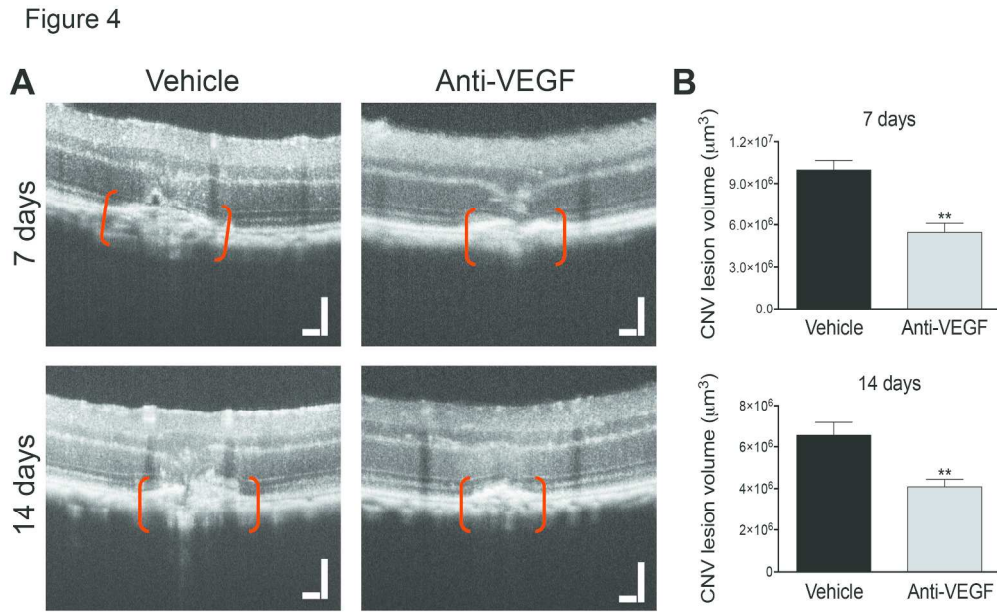 Figure 4
A
Vehicle
Anti-VEGF
7 days
14 days
B
7 days
CNV lesion volume (μm³)
1.2×10⁷
9.0×10⁶
6.0×10⁶
3.0×10⁶
0.0
**
Vehicle
Anti-VEGF
14 days
CNV lesion volume (μm³)
8×10⁶
6×10⁶
4×10⁶
2×10⁶
0
**
Vehicle
Anti-VEGF